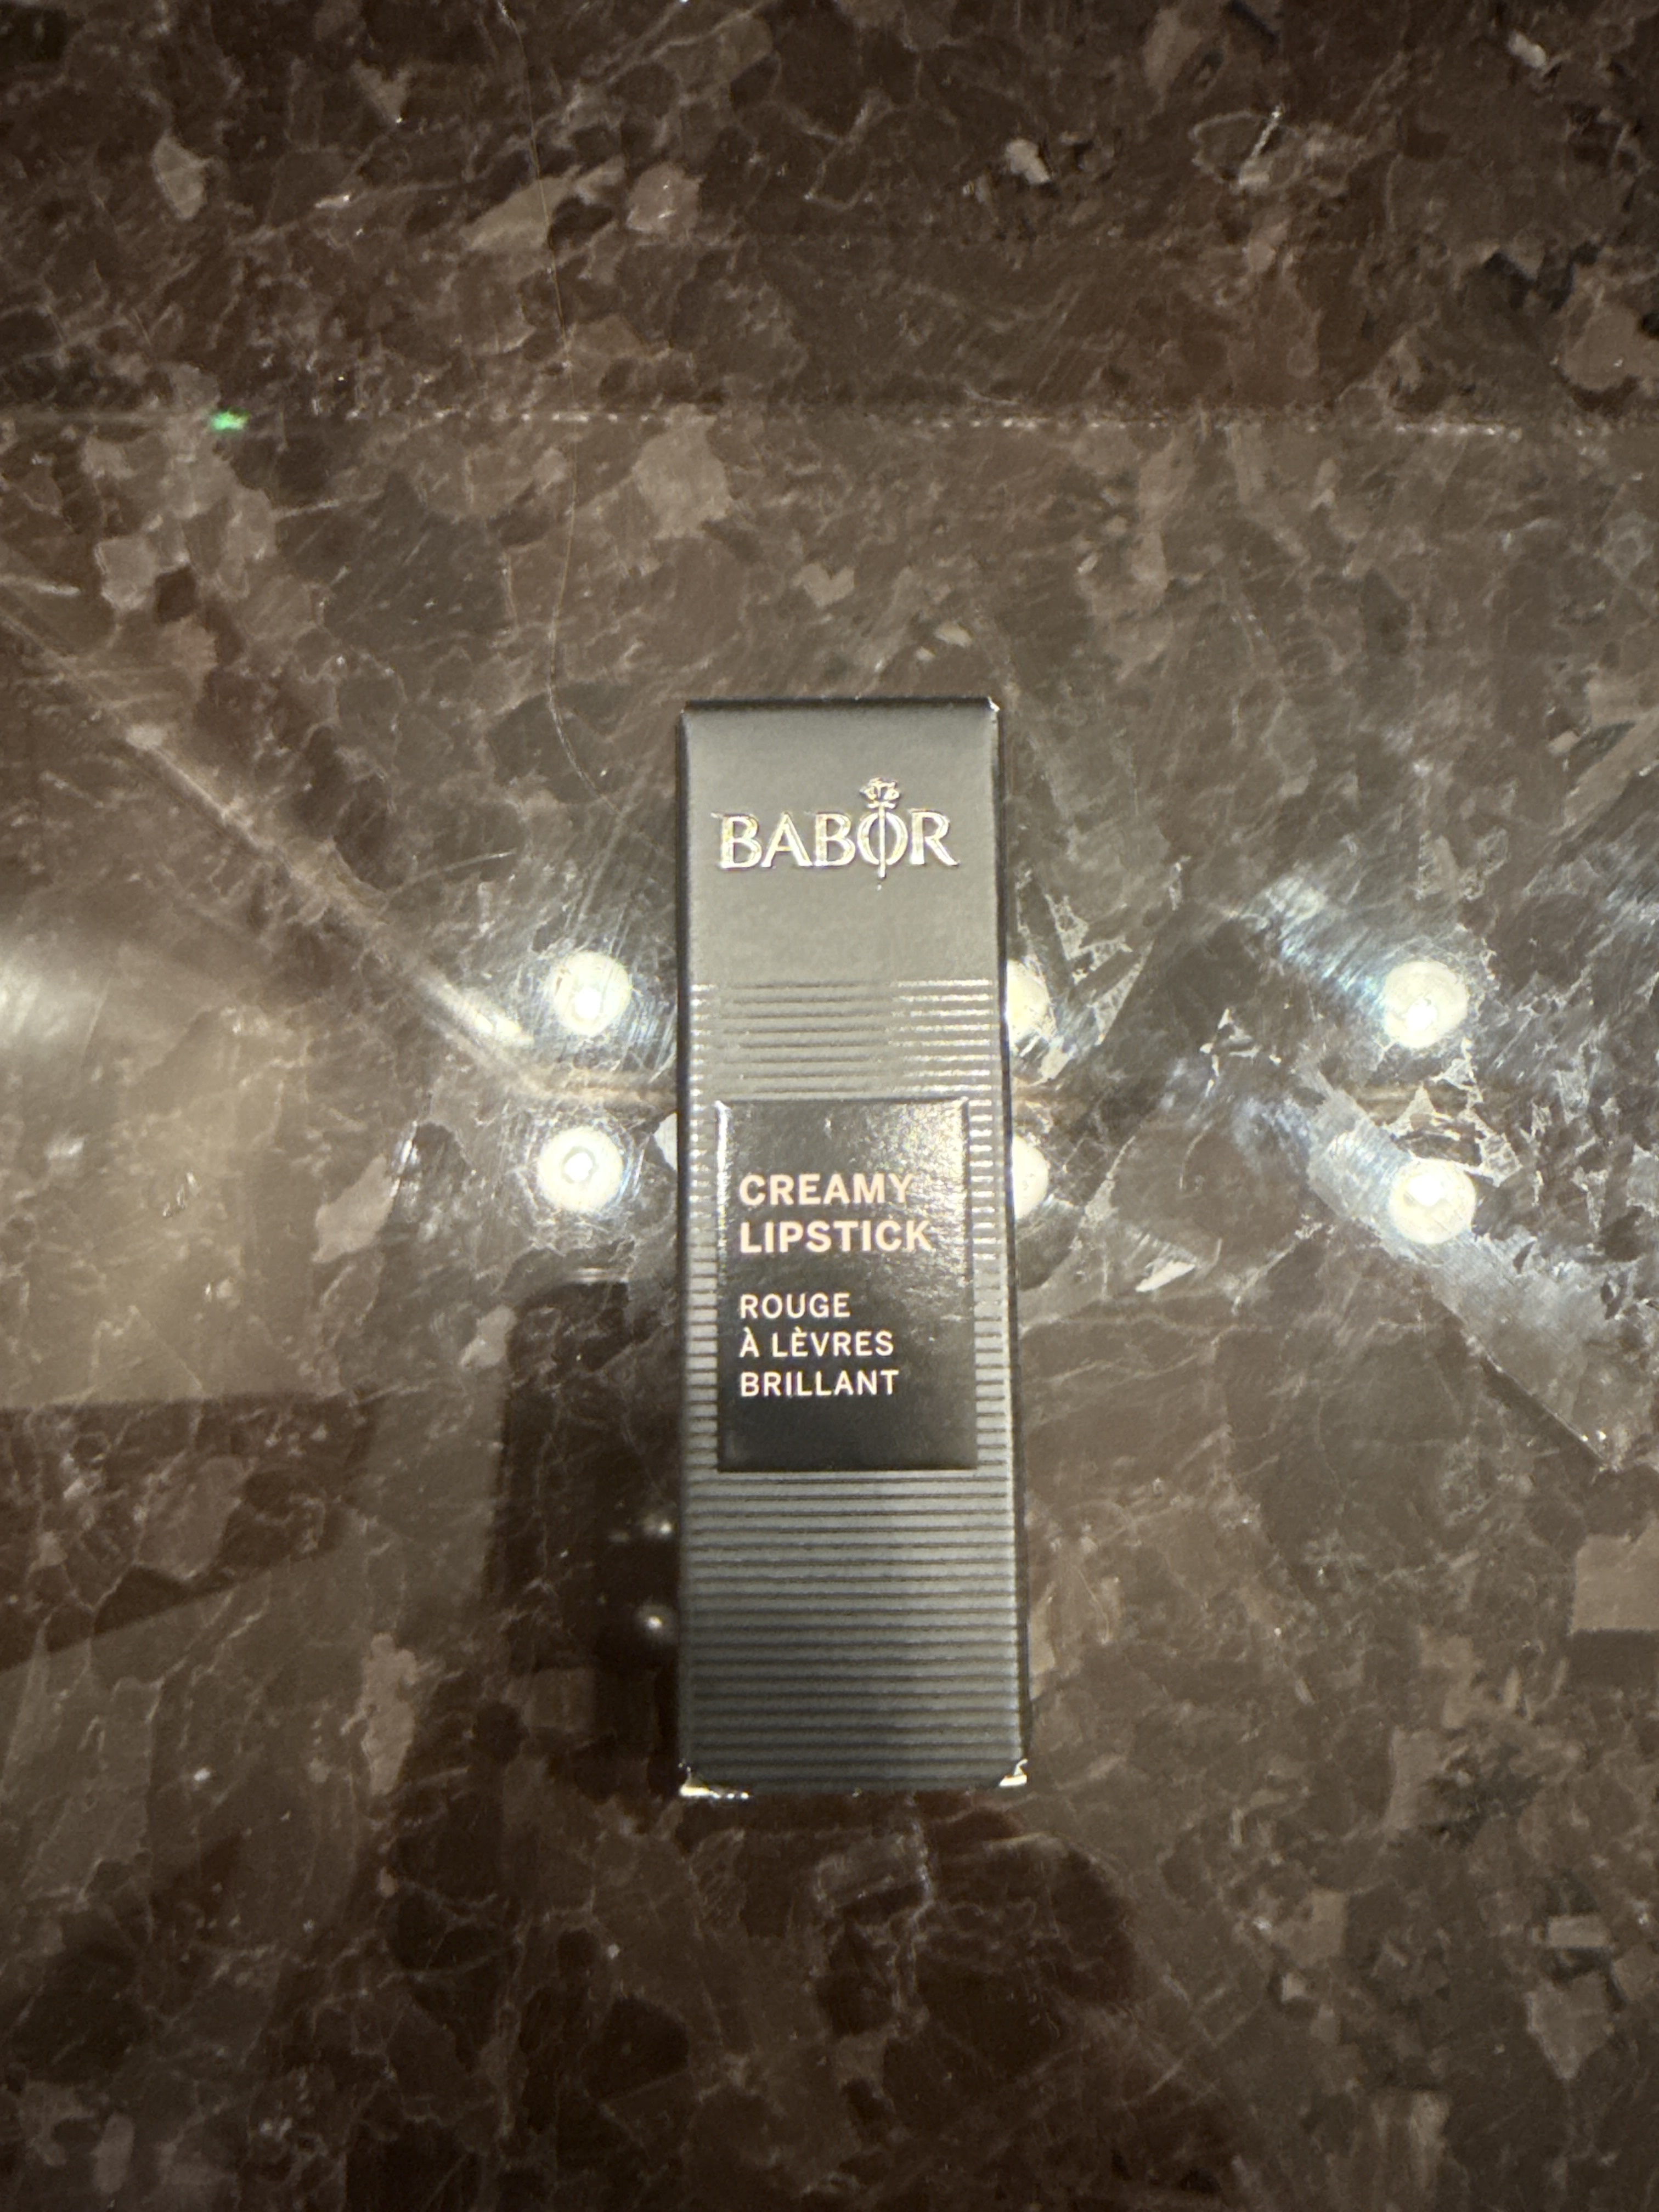 BABOR
CREAMY
LIPSTICK
ROUGE
À LÈVRES
BRILLANT